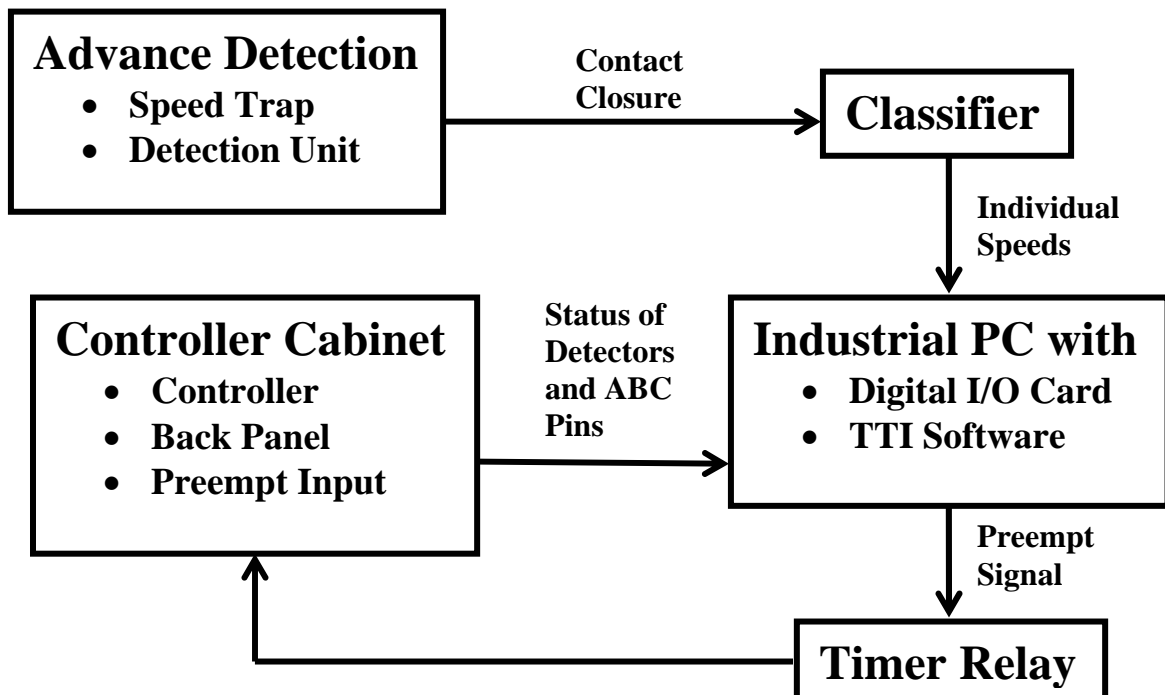 Advance Detection
• Speed Trap
• Detection Unit
Contact
Closure
Classifier
Individual
Speeds
Controller Cabinet
• Controller
• Back Panel
• Preempt Input
Status of
Detectors
and ABC
Pins
Industrial PC with
• Digital I/O Card
• TTI Software
Preempt
Signal
Timer Relay